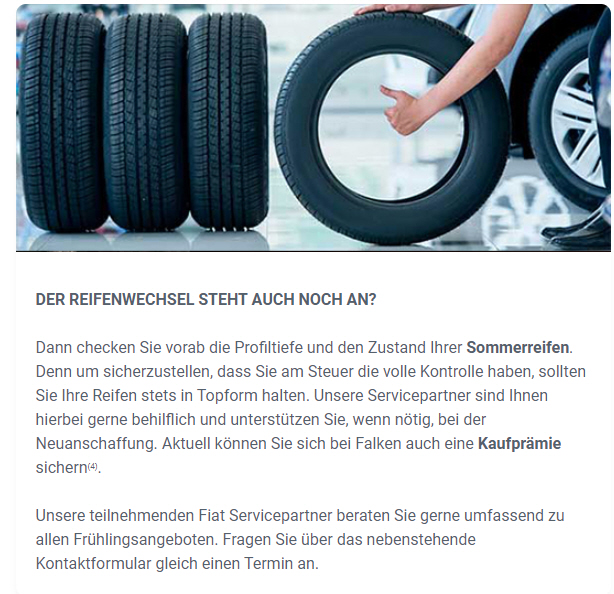 DER REIFENWECHSEL STEHT AUCH NOCH AN?
Dann checken Sie vorab die Profiltiefe und den Zustand Ihrer Sommerreifen.
Denn um sicherzustellen, dass Sie am Steuer die volle Kontrolle haben, sollten
Sie Ihre Reifen stets in Topform halten. Unsere Servicepartner sind Ihnen
hierbei gerne behilflich und unterstützen Sie, wenn nötig, bei der
Neuanschaffung. Aktuell können Sie sich bei Falken auch eine Kaufprämie
sichern(4).
Unsere teilnehmenden Fiat Servicepartner beraten Sie gerne umfassend zu
allen Frühlingsangeboten. Fragen Sie über das nebenstehende
Kontaktformular gleich einen Termin an.